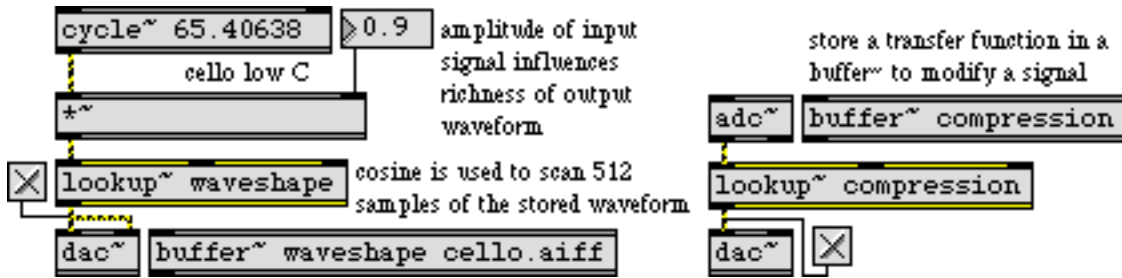 cycle~ 65.40638
0.9
cello low C
amplitude of input
signal influences
richness of output
waveform
*~
lookup~ waveshape
cosine is used to scan 512
samples of the stored waveform
dac~
buffer~ waveshape cello.aiff
store a transfer function in a
buffer~ to modify a signal
adc~
buffer~ compression
lookup~ compression
dac~